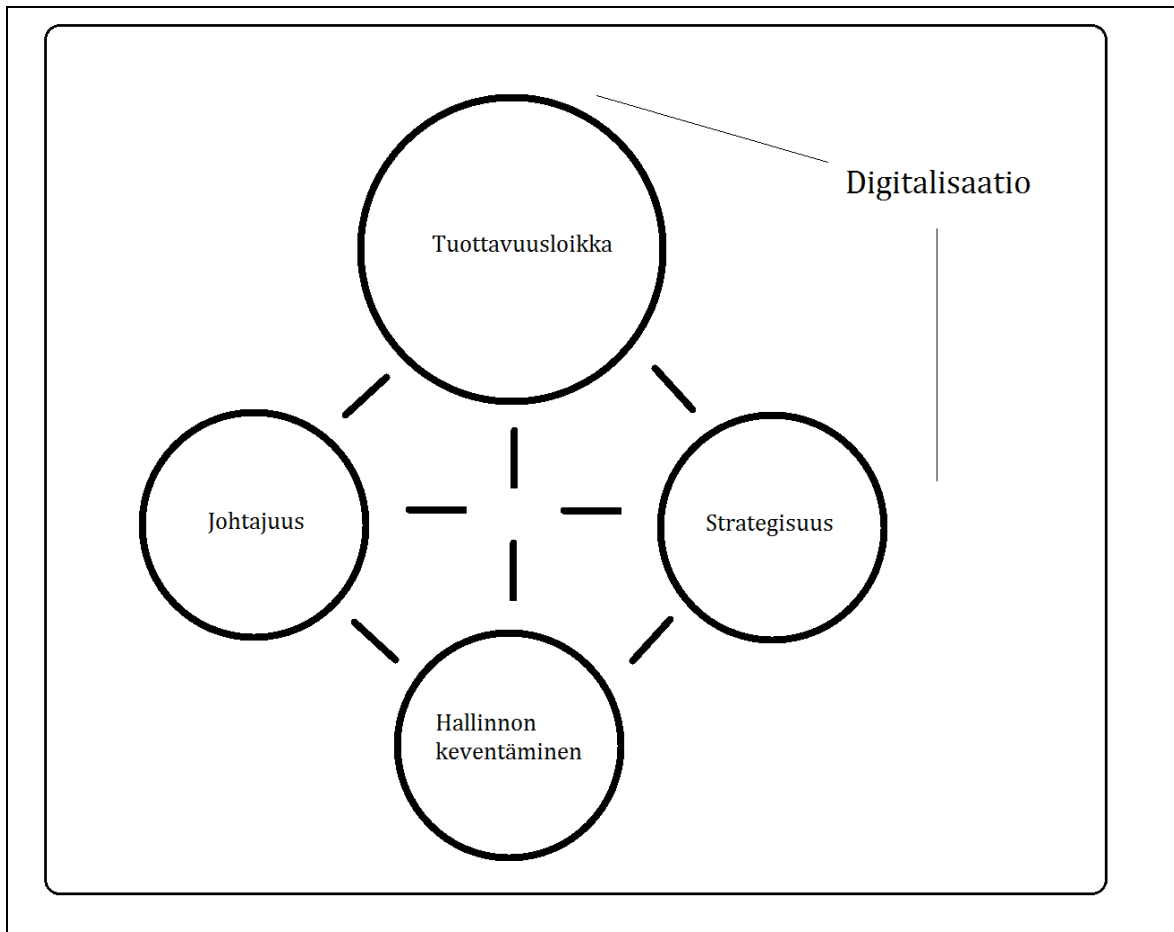 Digitalisaatio
Tuottavuusloikka
Johtajuus
Strategisuus
Hallinnon
keventäminen